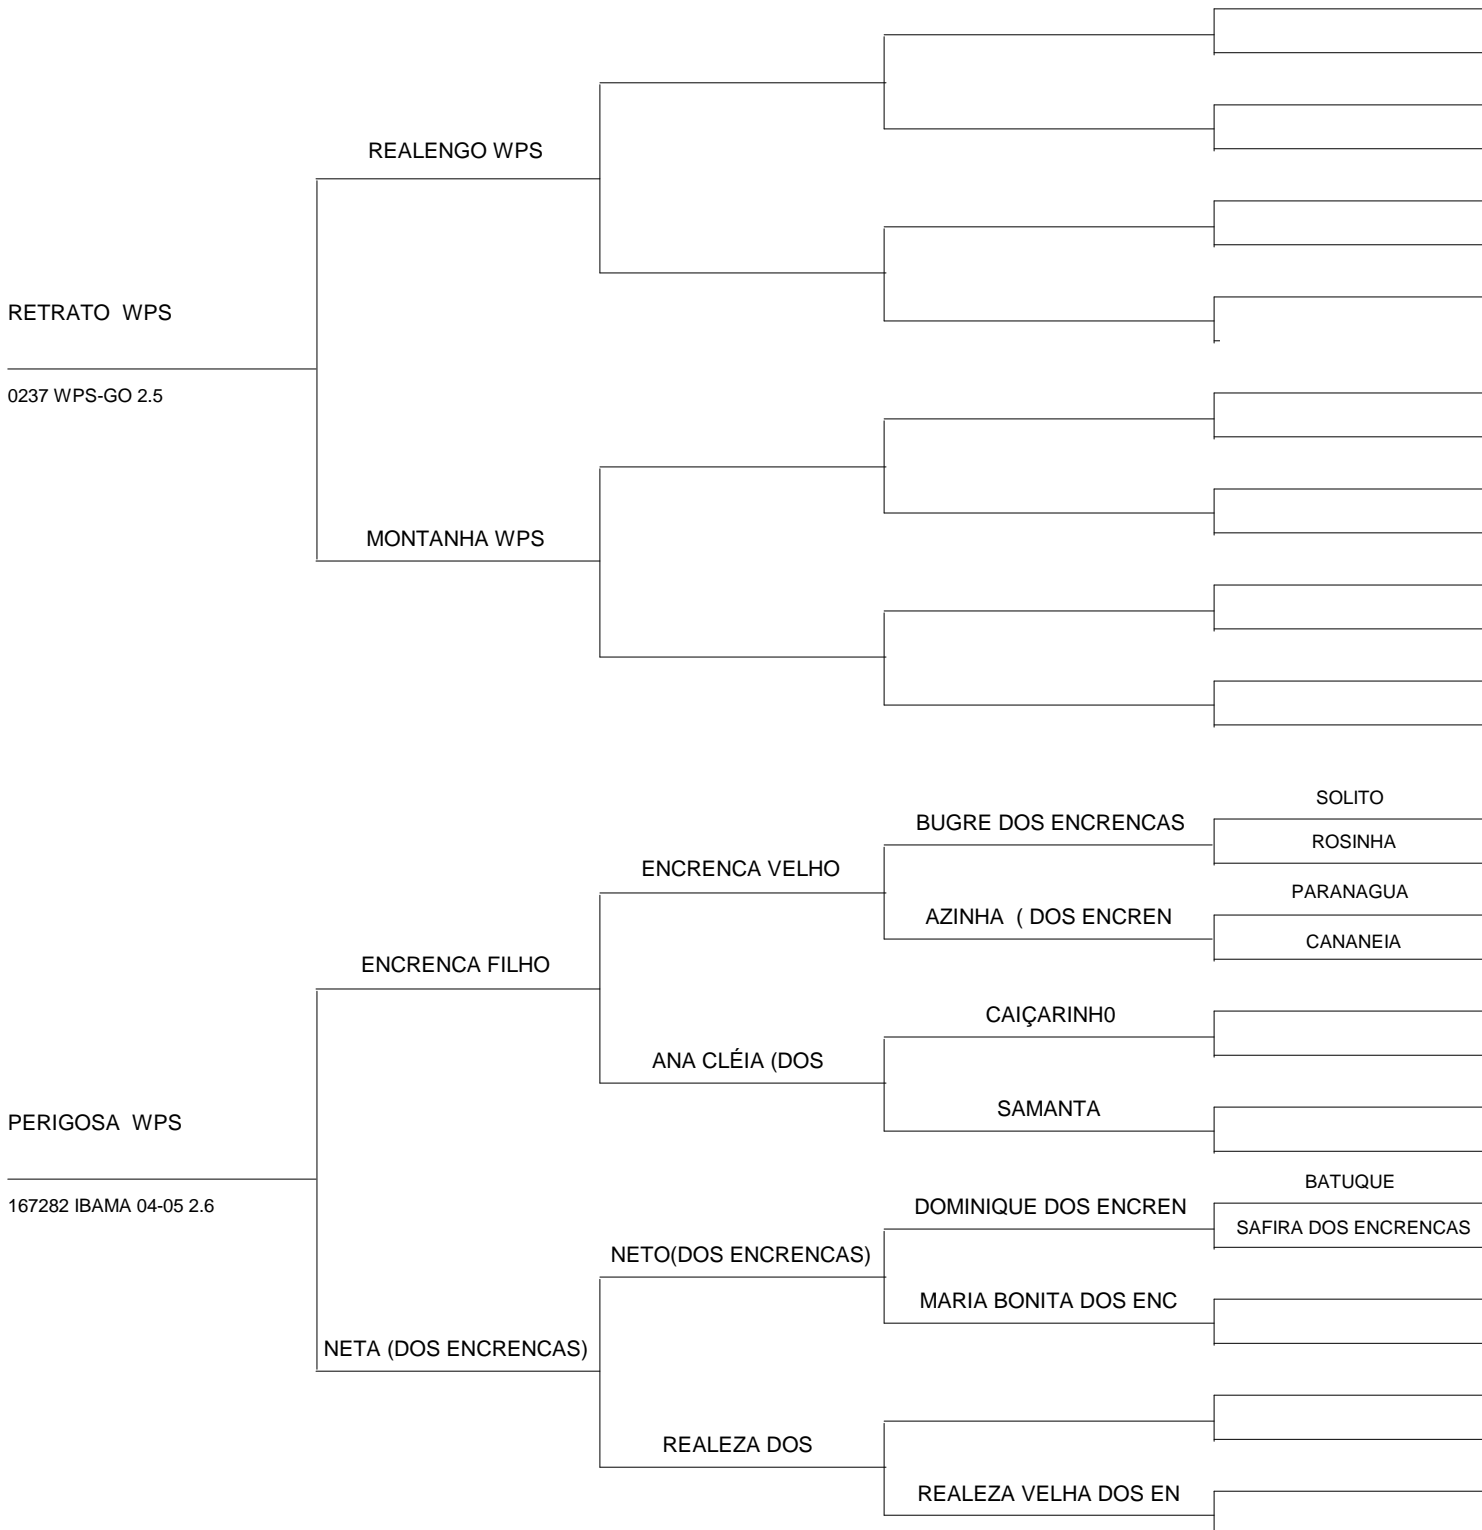 REALENGO WPS
RETRATO  WPS
0237 WPS-GO 2.5
MONTANHA WPS
SOLITO
BUGRE DOS ENCRENCAS
ROSINHA
ENCRENCA VELHO
PARANAGUA
AZINHA  ( DOS ENCREN
CANANEIA
ENCRENCA FILHO
CAIÇARINH0
ANA CLÉIA (DOS
SAMANTA
PERIGOSA  WPS
BATUQUE
167282 IBAMA 04-05 2.6
DOMINIQUE DOS ENCREN
SAFIRA DOS ENCRENCAS
NETO(DOS ENCRENCAS)
MARIA BONITA DOS ENC
NETA (DOS ENCRENCAS)
REALEZA DOS
REALEZA VELHA DOS EN